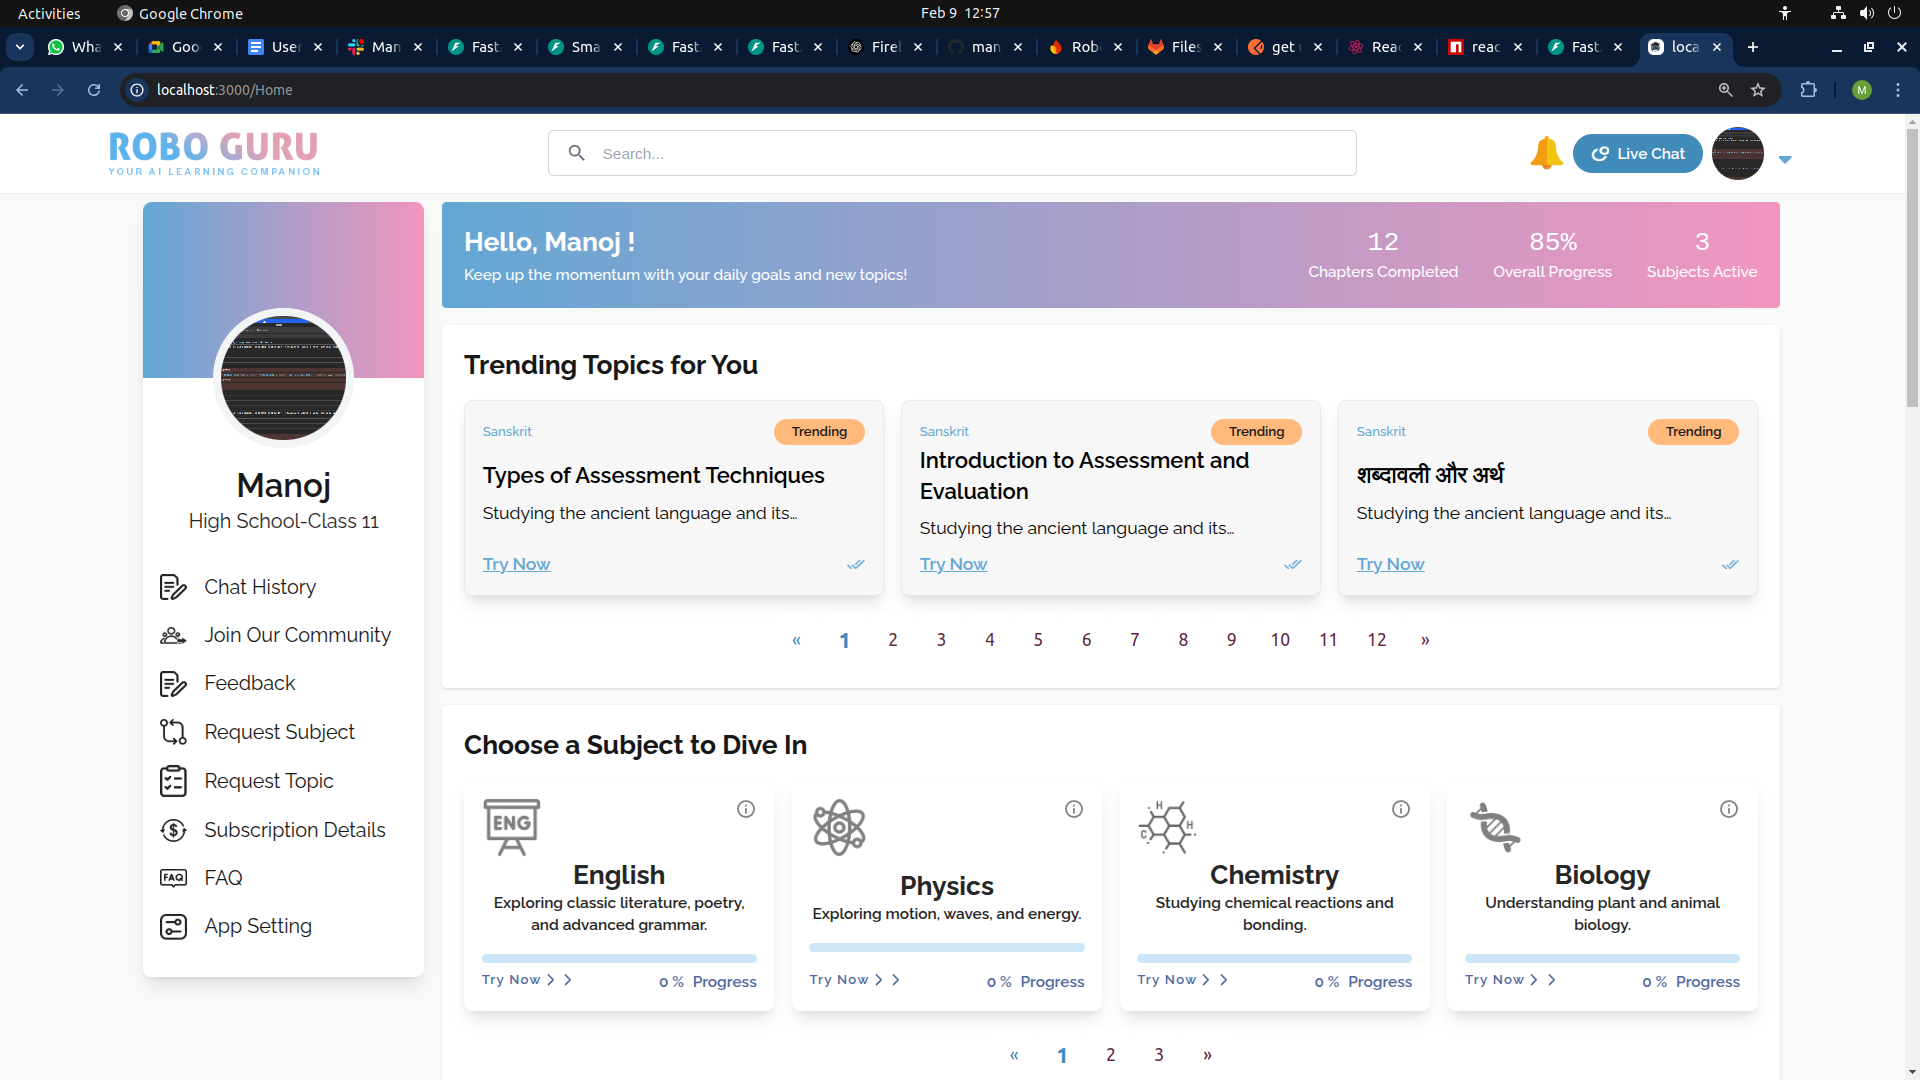 Activities
Google Chrome
Feb 9 12:57
Wha
Goo
User
Man
Fast
Sma
Fast
Fast
Firel
man
Rob
Files
get
Reac
reac
Fast
loca
localhost:3000/Home
M
ROBO GURU
YOUR AI LEARNING COMPANION
Search...
Live Chat
Manoj
High School-Class 11
Chat History
Join Our Community
Feedback
Request Subject
Request Topic
Subscription Details
FAQ
FAQ
App Setting
Hello, Manoj !
Keep up the momentum with your daily goals and new topics!
12
Chapters Completed
85%
Overall Progress
3
Subjects Active
Trending Topics for You
Sanskrit
Trending
Types of Assessment Techniques
Studying the ancient language and its...
Try Now
Sanskrit
Trending
Introduction to Assessment and
Evaluation
Studying the ancient language and its...
Try Now
Sanskrit
Trending
शब्दावली और अर्थ
Studying the ancient language and its...
Try Now
« 1 2 3 4 5 6 7 8 9 10 11 12 »
Choose a Subject to Dive In
ENG
English
Exploring classic literature, poetry,
and advanced grammar.
Try Now
0 % Progress
Physics
Exploring motion, waves, and energy.
Try Now
0 % Progress
H
H
C
Chemistry
Studying chemical reactions and
bonding.
Try Now
0 % Progress
Biology
Understanding plant and animal
biology.
Try Now
0 % Progress
« 1 2 3 »